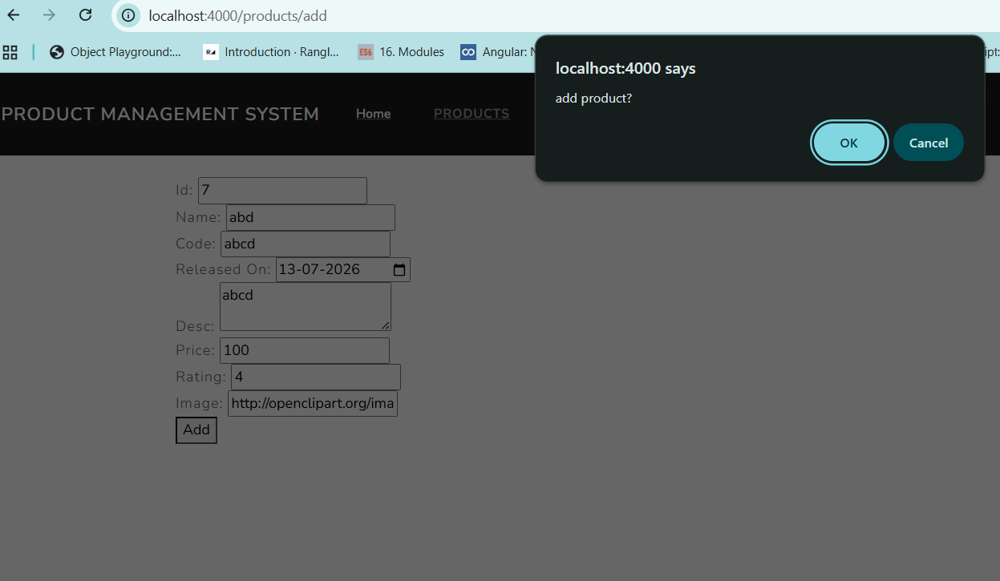 localhost:4000/products/add
Object Playground:... R Introduction · Rangl... ES6 16. Modules Angular: ipt:
localhost:4000 says
add product?
OK Cancel
PRODUCT MANAGEMENT SYSTEM Home PRODUCTS
Id: 7
Name: abd
Code: abcd
Released On: 13-07-2026
abcd
Desc:
Price: 100
Rating: 4
Image: http://openclipart.org/ima
Add